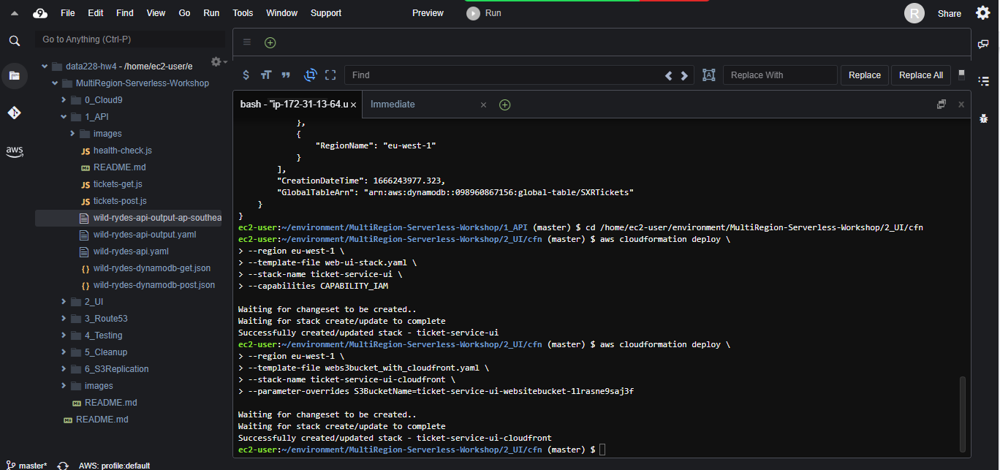 File Edit Find View Go Run Tools Window Support Preview Run R Share
9
Go to Anything (Ctrl-P)
data228-hw4 - /home/ec2-user/e
MultiRegion-Serverless-Workshop
0_Cloud9
1_API
images
JS health-check.js
README.md
JS tickets-get.js
JS tickets-post.js
wild-rydes-api-output-ap-southea
wild-rydes-api-output.yaml
wild-rydes-api.yaml
{} wild-rydes-dynamodb-get.json
{} wild-rydes-dynamodb-post.json
2_UI
3_Route53
4_Testing
5_Cleanup
6_S3Replication
images
README.md
README.md
aws
master*
AWS: profile:default
Find
Replace With
Replace
Replace All
bash - "ip-172-31-13-64.u ×
Immediate ×
},
{
"RegionName": "eu-west-1"
}
],
"CreationDateTime": 1666243977.323,
"GlobalTableArn": "arn:aws:dynamodb::098960867156:global-table/SXRTickets"
}
}
ec2-user:~/environment/MultiRegion-Serverless-Workshop/1_API (master) $ cd /home/ec2-user/environment/MultiRegion-Serverless-Workshop/2_UI/cfn
ec2-user:~/environment/MultiRegion-Serverless-Workshop/2_UI/cfn (master) $ aws cloudformation deploy \
> --region eu-west-1 \
> --template-file web-ui-stack.yaml \
> --stack-name ticket-service-ui \
> --capabilities CAPABILITY_IAM
Waiting for changeset to be created..
Waiting for stack create/update to complete
Successfully created/updated stack - ticket-service-ui
ec2-user:~/environment/MultiRegion-Serverless-Workshop/2_UI/cfn (master) $ aws cloudformation deploy \
> --region eu-west-1 \
> --template-file webs3bucket_with_cloudfront.yaml \
> --stack-name ticket-service-ui-cloudfront \
> --parameter-overrides S3BucketName=ticket-service-ui-websitebucket-11rasne9saj3f
Waiting for changeset to be created..
Waiting for stack create/update to complete
Successfully created/updated stack - ticket-service-ui-cloudfront
ec2-user:~/environment/MultiRegion-Serverless-Workshop/2_UI/cfn (master) $